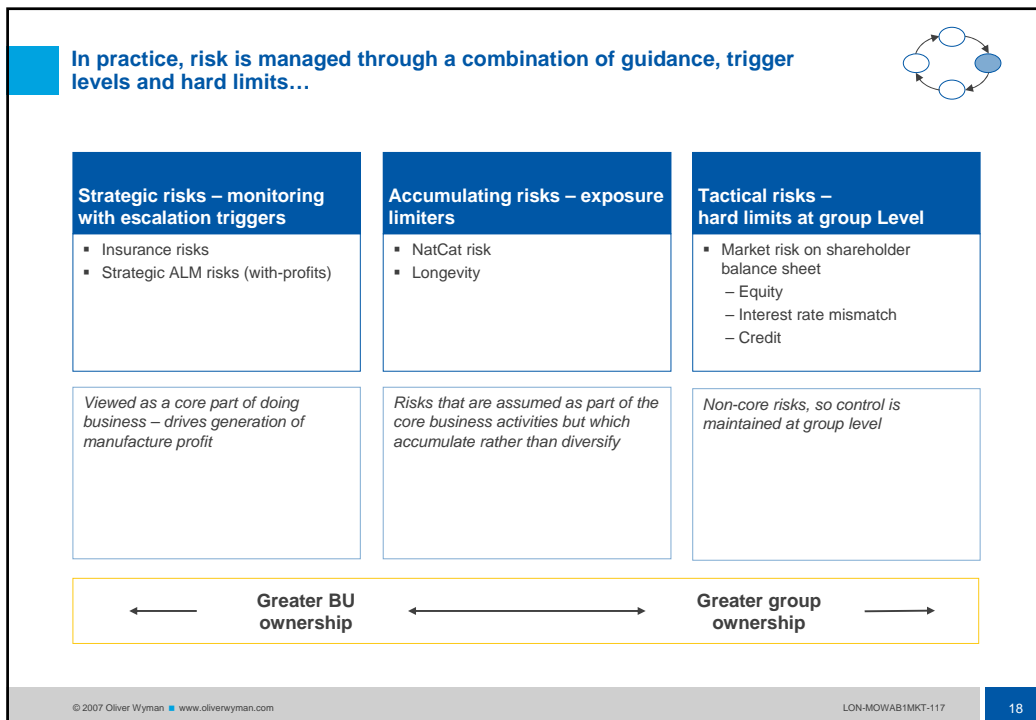 In practice, risk is managed through a combination of guidance, trigger
levels and hard limits…
Strategic risks – monitoring
with escalation triggers
▪ Insurance risks
▪ Strategic ALM risks (with-profits)
Viewed as a core part of doing
business – drives generation of
manufacture profit
Accumulating risks – exposure
limiters
▪ NatCat risk
▪ Longevity
Risks that are assumed as part of the
core business activities but which
accumulate rather than diversify
Tactical risks –
hard limits at group Level
▪ Market risk on shareholder
balance sheet
– Equity
– Interest rate mismatch
– Credit
Non-core risks, so control is
maintained at group level
Greater BU
ownership
Greater group
ownership
© 2007 Oliver Wyman ■ www.oliverwyman.com
LON-MOWAB1MKT-117
18